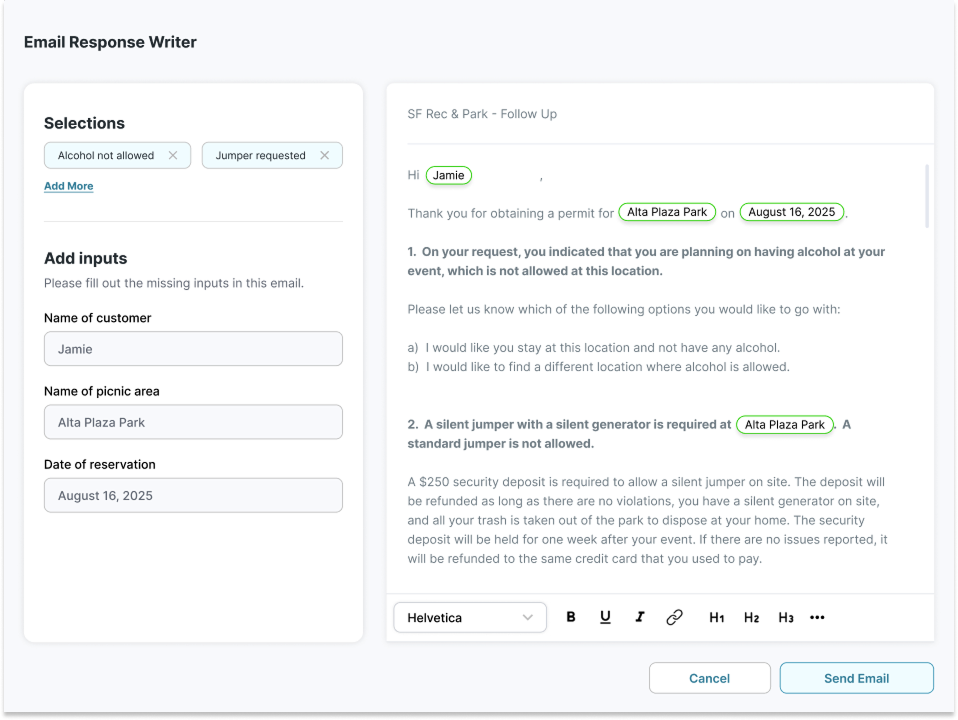 Email Response Writer
Selections
Alcohol not allowed
Jumper requested
Add More
Add inputs
Please fill out the missing inputs in this email.
Name of customer
Jamie
Name of picnic area
Alta Plaza Park
Date of reservation
August 16, 2025
SF Rec & Park - Follow Up
Hi Jamie ,
Thank you for obtaining a permit for Alta Plaza Park on August 16, 2025.
1. On your request, you indicated that you are planning on having alcohol at your
event, which is not allowed at this location.
Please let us know which of the following options you would like to go with:
a) I would like you stay at this location and not have any alcohol.
b) I would like to find a different location where alcohol is allowed.
2. A silent jumper with a silent generator is required at Alta Plaza Park. A
standard jumper is not allowed.
A $250 security deposit is required to allow a silent jumper on site. The deposit will
be refunded as long as there are no violations, you have a silent generator on site,
and all your trash is taken out of the park to dispose at your home. The security
deposit will be held for one week after your event. If there are no issues reported, it
will be refunded to the same credit card that you used to pay.
Helvetica B U I H1 H2 H3
Cancel
Send Email